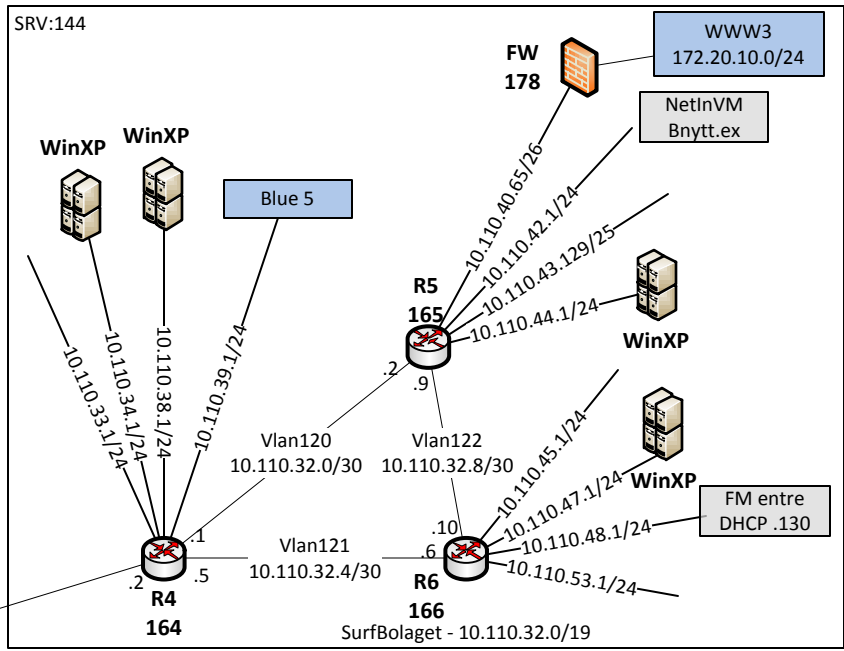 SRV:144
WWW3
172.20.10.0/24
FW
178
NetInVM
Bnytt.ex
WinXP
WinXP
Blue 5
10.110.40.65/26
10.110.42.1/24
10.110.43.129/25
10.110.44.1/24
R5
165
WinXP
10.110.33.1/24
10.110.34.1/24
10.110.38.1/24
10.110.39.1/24
.2
.9
Vlan120
10.110.32.0/30
Vlan122
10.110.32.8/30
10.110.45.1/24
10.110.47.1/24
WinXP
10.110.48.1/24
FM entre
DHCP .130
10.110.53.1/24
.1
.10
.6
Vlan121
10.110.32.4/30
.2
.5
R4
164
R6
166
SurfBolaget - 10.110.32.0/19